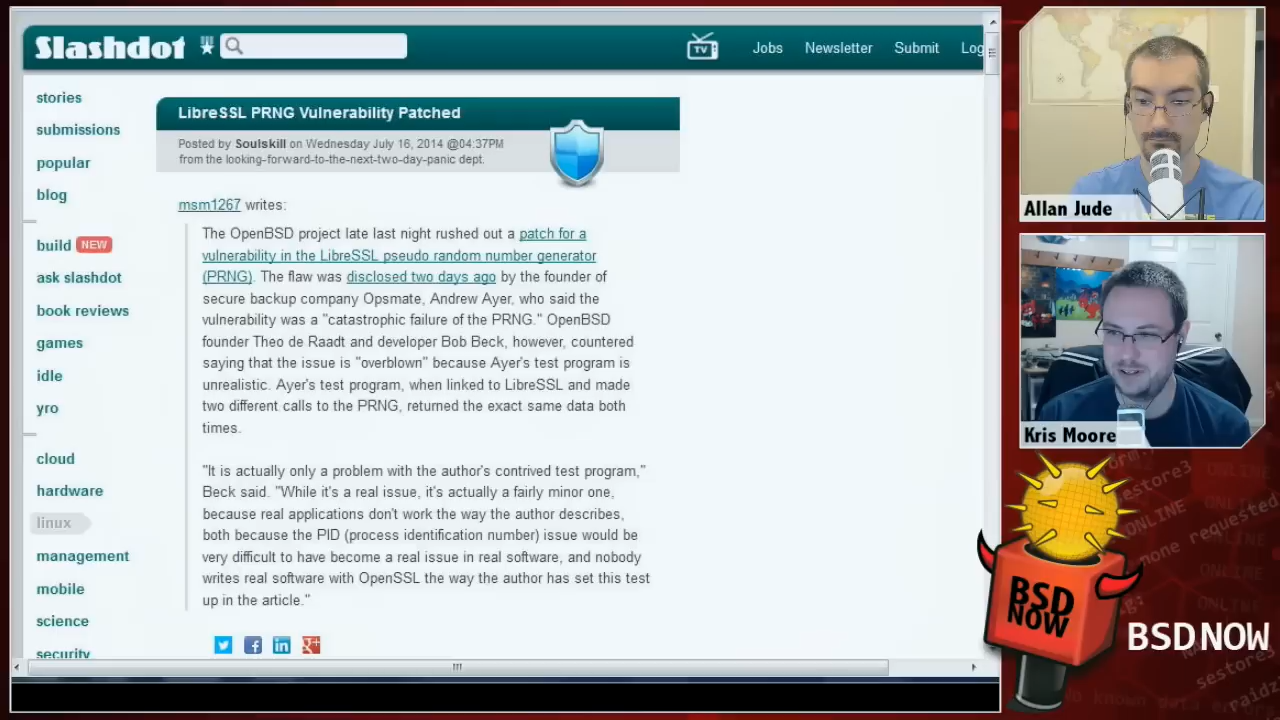 Slashdot
TV
Jobs
Newsletter
Submit
Log
stories
submissions
popular
blog
build NEW
ask slashdot
book reviews
games
idle
yro
cloud
hardware
linux
management
mobile
science
security
LibreSSL PRNG Vulnerability Patched
Posted by Soulskill on Wednesday July 16, 2014 @04:37PM
from the looking-forward-to-the-next-two-day-panic dept.
msm1267 writes:
The OpenBSD project late last night rushed out a patch for a
vulnerability in the LibreSSL pseudo random number generator
(PRNG). The flaw was disclosed two days ago by the founder of
secure backup company Opsmate, Andrew Ayer, who said the
vulnerability was a "catastrophic failure of the PRNG." OpenBSD
founder Theo de Raadt and developer Bob Beck, however, countered
saying that the issue is "overblown" because Ayer's test program is
unrealistic. Ayer's test program, when linked to LibreSSL and made
two different calls to the PRNG, returned the exact same data both
times.
"It is actually only a problem with the author's contrived test program,"
Beck said. "While it's a real issue, it's actually a fairly minor one,
because real applications don't work the way the author describes,
both because the PID (process identification number) issue would be
very difficult to have become a real issue in real software, and nobody
writes real software with OpenSSL the way the author has set this test
up in the article."
Allan Jude
Kris Moore
BSD
NOW
BSDNOW